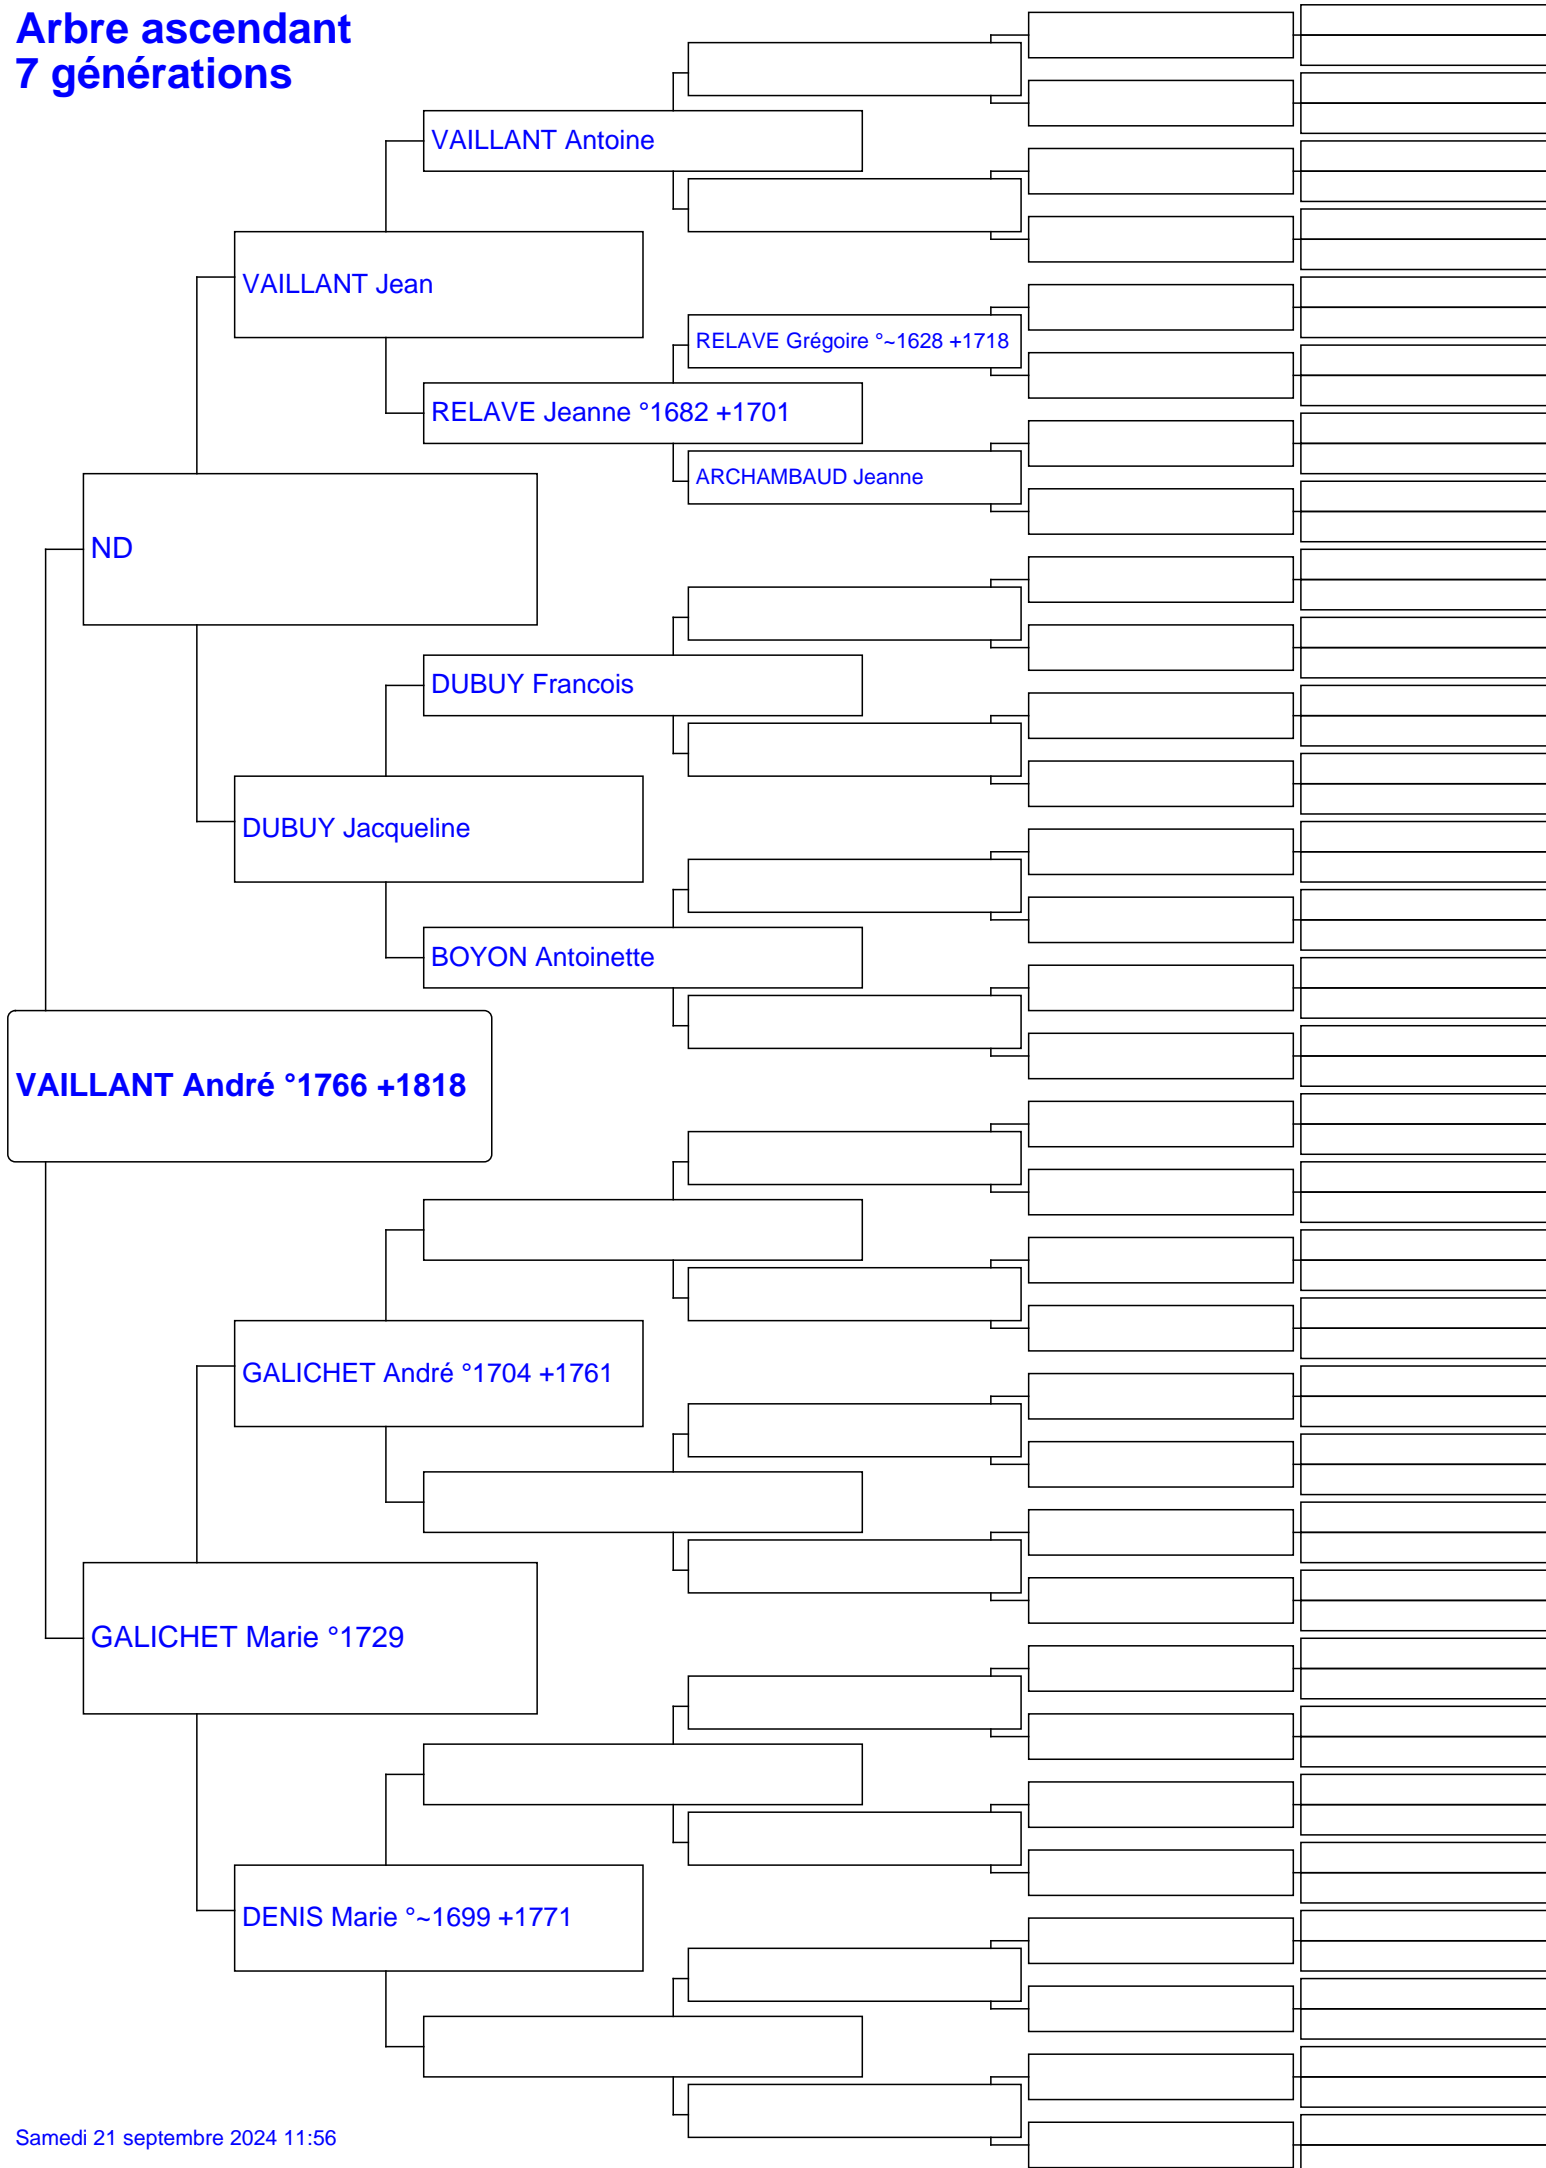 Arbre ascendant
7 générations
VAILLANT Antoine
VAILLANT Jean
RELAVE Grégoire °~1628 +1718
RELAVE Jeanne °1682 +1701
ARCHAMBAUD Jeanne
ND
DUBUY Francois
DUBUY Jacqueline
BOYON Antoinette
VAILLANT André °1766 +1818
GALICHET André °1704 +1761
GALICHET Marie °1729
DENIS Marie °~1699 +1771
Samedi 21 septembre 2024 11:56